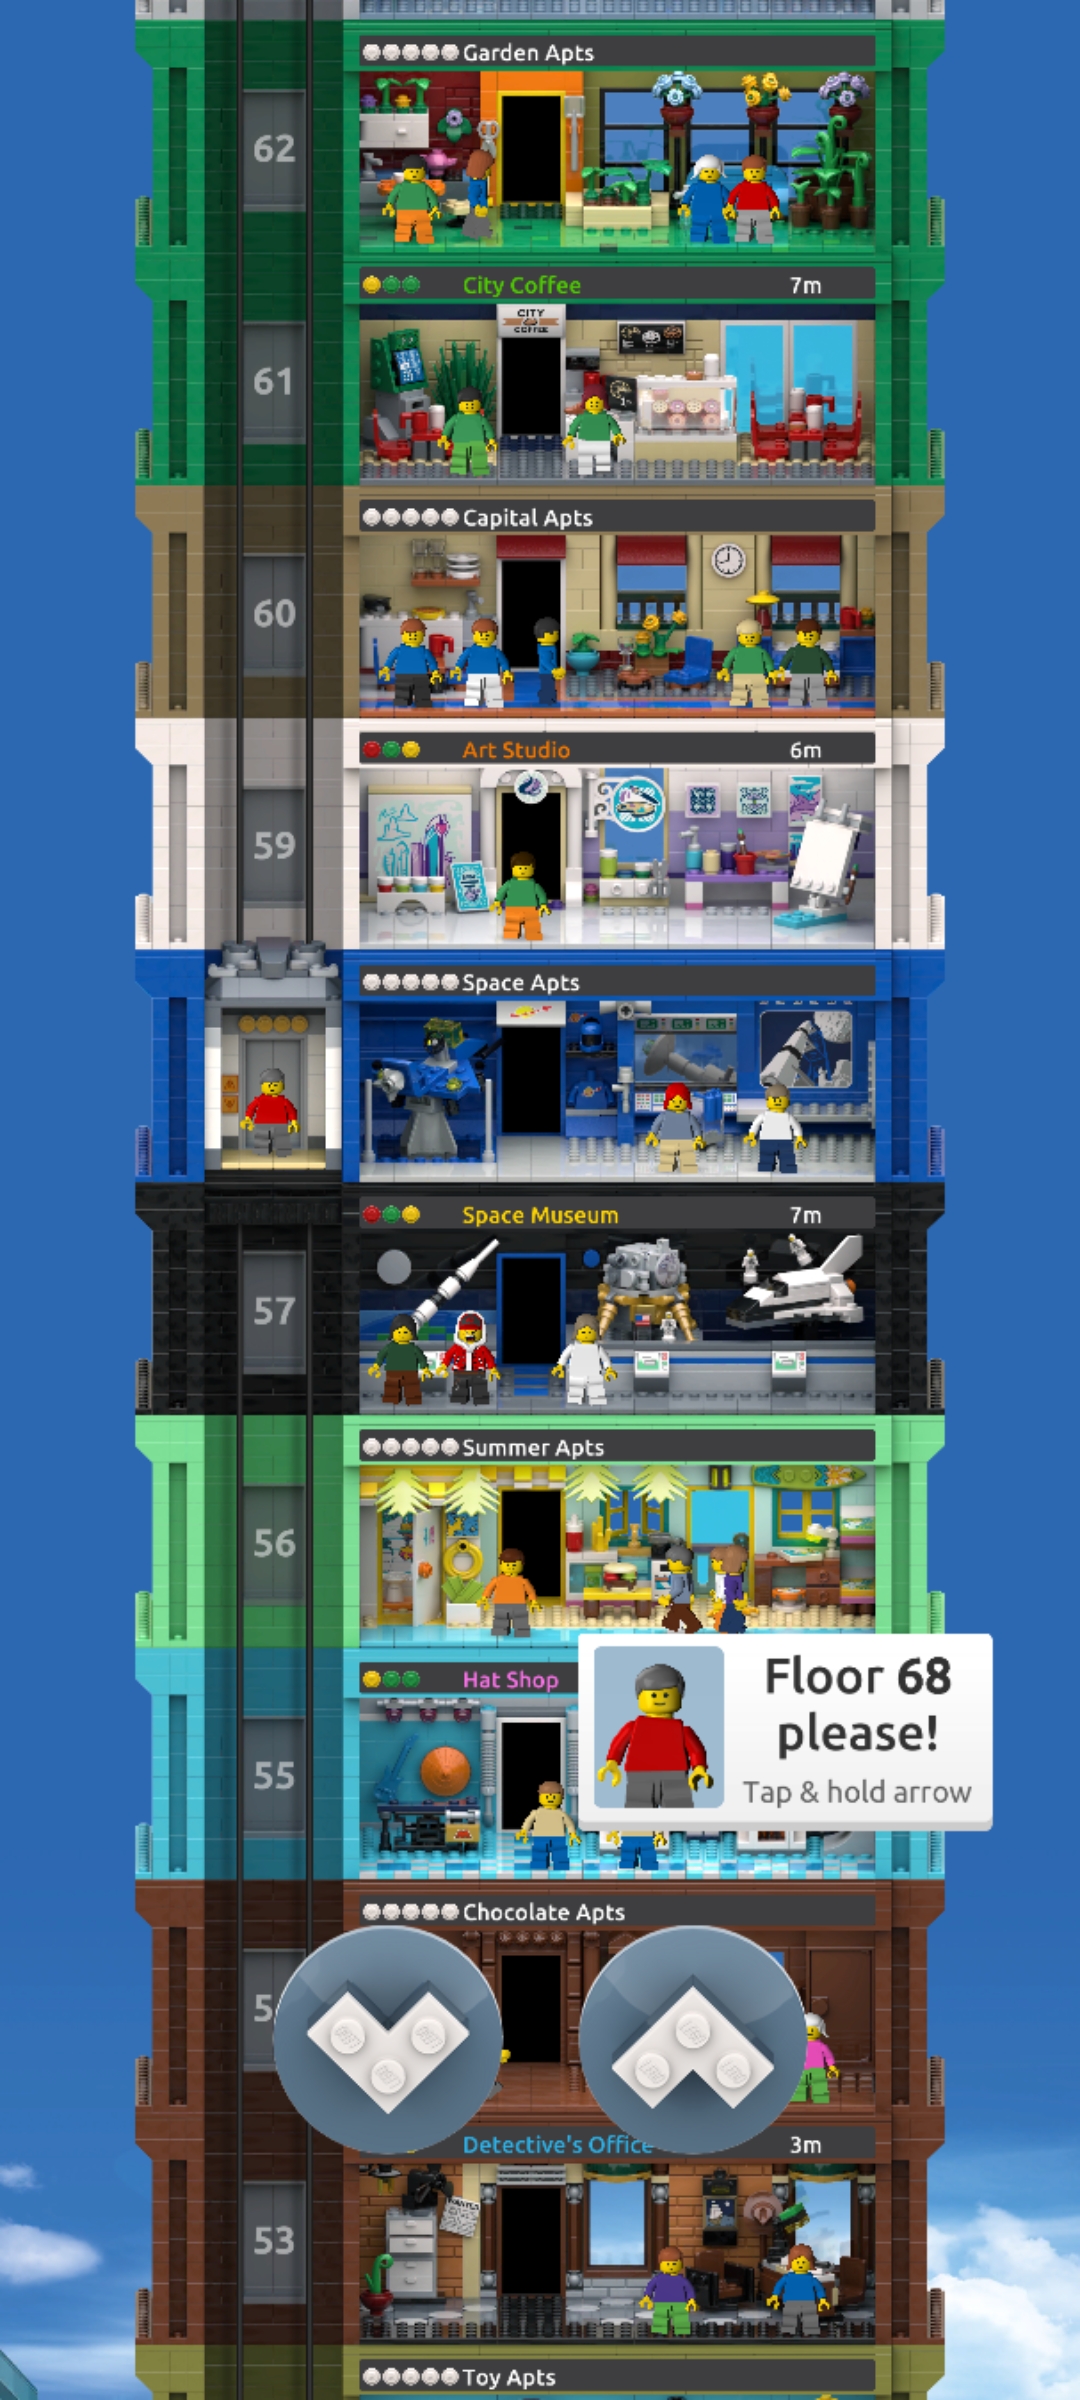 Garden Apts
62
City Coffee 7m
CITY
COFFEE
61
Capital Apts
60
Art Studio 6m
59
Space Apts
Space Museum 7m
57
Summer Apts
56
Hat Shop
Floor 68
please!
Tap & hold arrow
55
Chocolate Apts
5
Detective's Office 3m
WANTED
53
Toy Apts